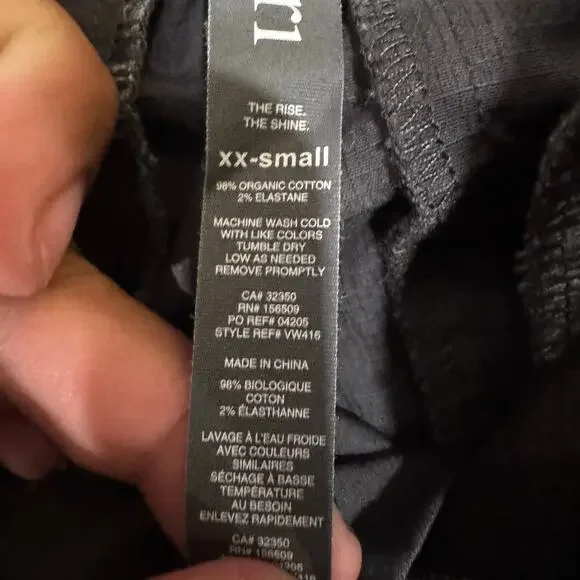 THE RISE.
THE SHINE.
xx-small
98% ORGANIC COTTON
2% ELASTANE
MACHINE WASH COLD
WITH LIKE COLORS
TUMBLE DRY
LOW AS NEEDED
REMOVE PROMPTLY
CA# 32350
RN# 156509
PO REF# 04205
STYLE REF# VW416
MADE IN CHINA
98% BIOLOGIQUE
COTON
2% ÉLASTHANNE
LAVAGE À L'EAU FROIDE
AVEC COULEURS
SIMILAIRES
SÉCHAGE À BASSE
TEMPÉRATURE
AU BESOIN
ENLEVEZ RAPIDEMENT
CA# 32350
RN# 156509